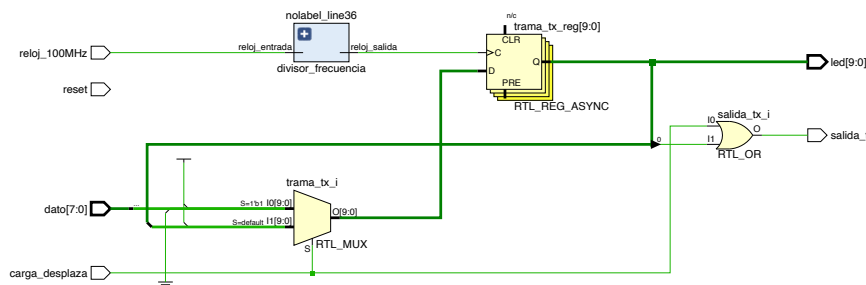 nolabel_line36
n/c
trama_tx_reg[9:0]
reloj_100MHz
reloj_entrada
reloj_salida
divisor_frecuencia
CLR
C
D
Q
PRE
RTL_REG_ASYNC
led[9:0]
reset
salida_tx_i
I0
I1
O
RTL_OR
0
trama_tx_i
dato[7:0]
...
S=1'b1 I0[9:0]
S=default I1[9:0]
O[9:0]
S
RTL_MUX
carga_desplaza